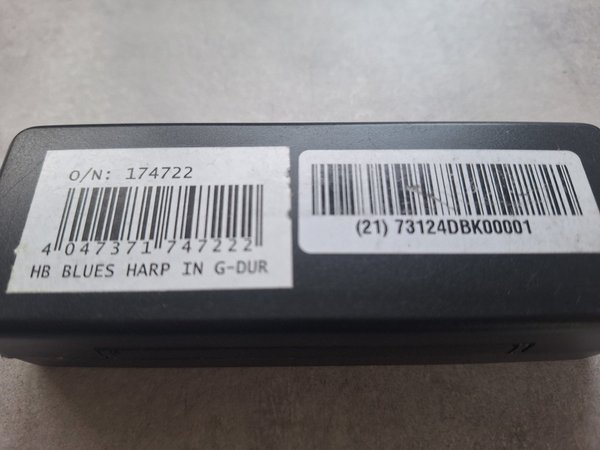 O/N: 174722
4 047371 747222
HB BLUES HARP IN G-DUR
(21) 73124DBK00001